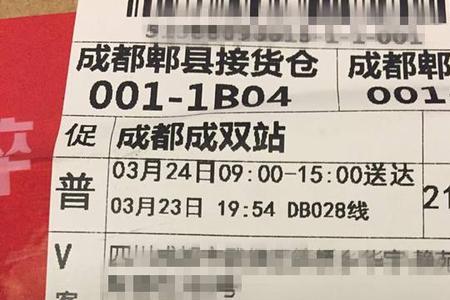 成都郫县接货仓 成都郫
001-1B04 001
促 成都成双站
普 03月24日09:00-15:00送达
03月23日 19:54 DB028线 21
V
客